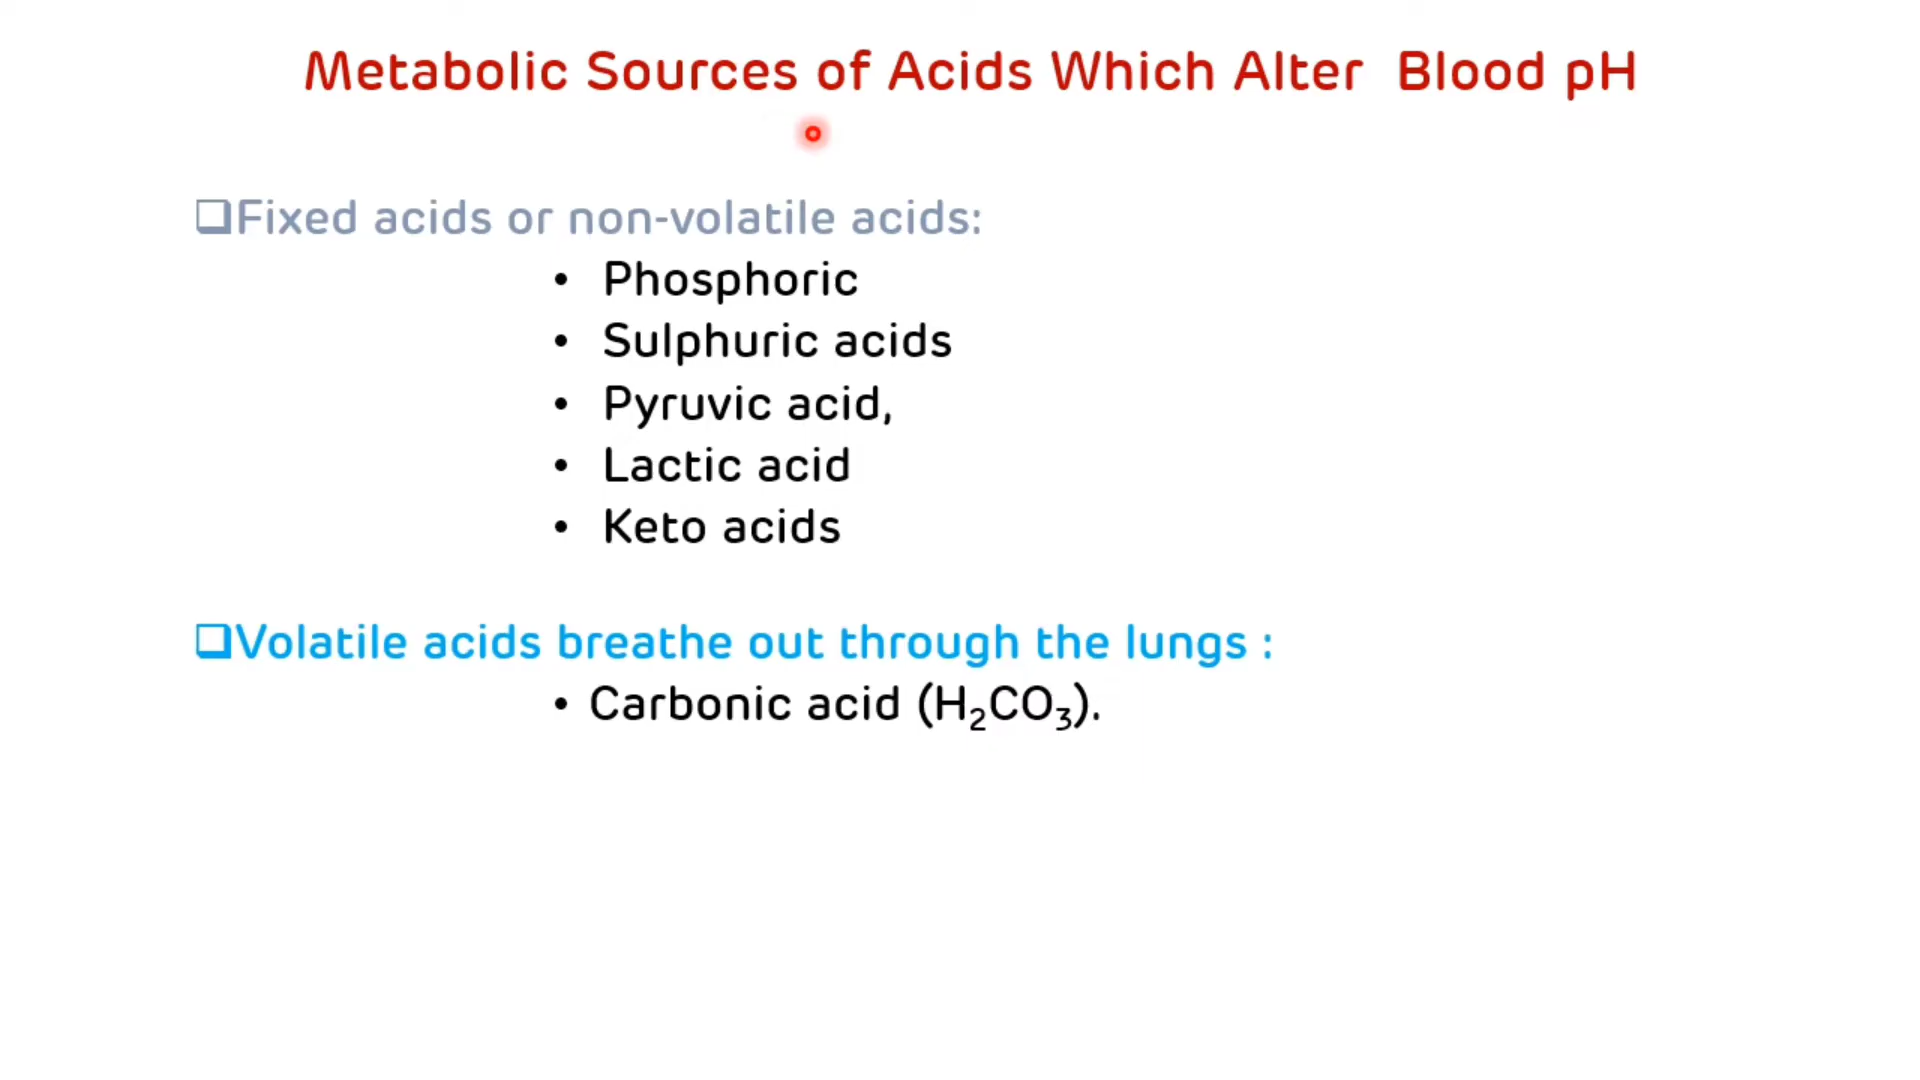 Metabolic Sources of Acids Which Alter Blood pH
❑Fixed acids or non-volatile acids:
• Phosphoric
• Sulphuric acids
• Pyruvic acid,
• Lactic acid
• Keto acids
❑Volatile acids breathe out through the lungs :
• Carbonic acid (H₂CO₃).